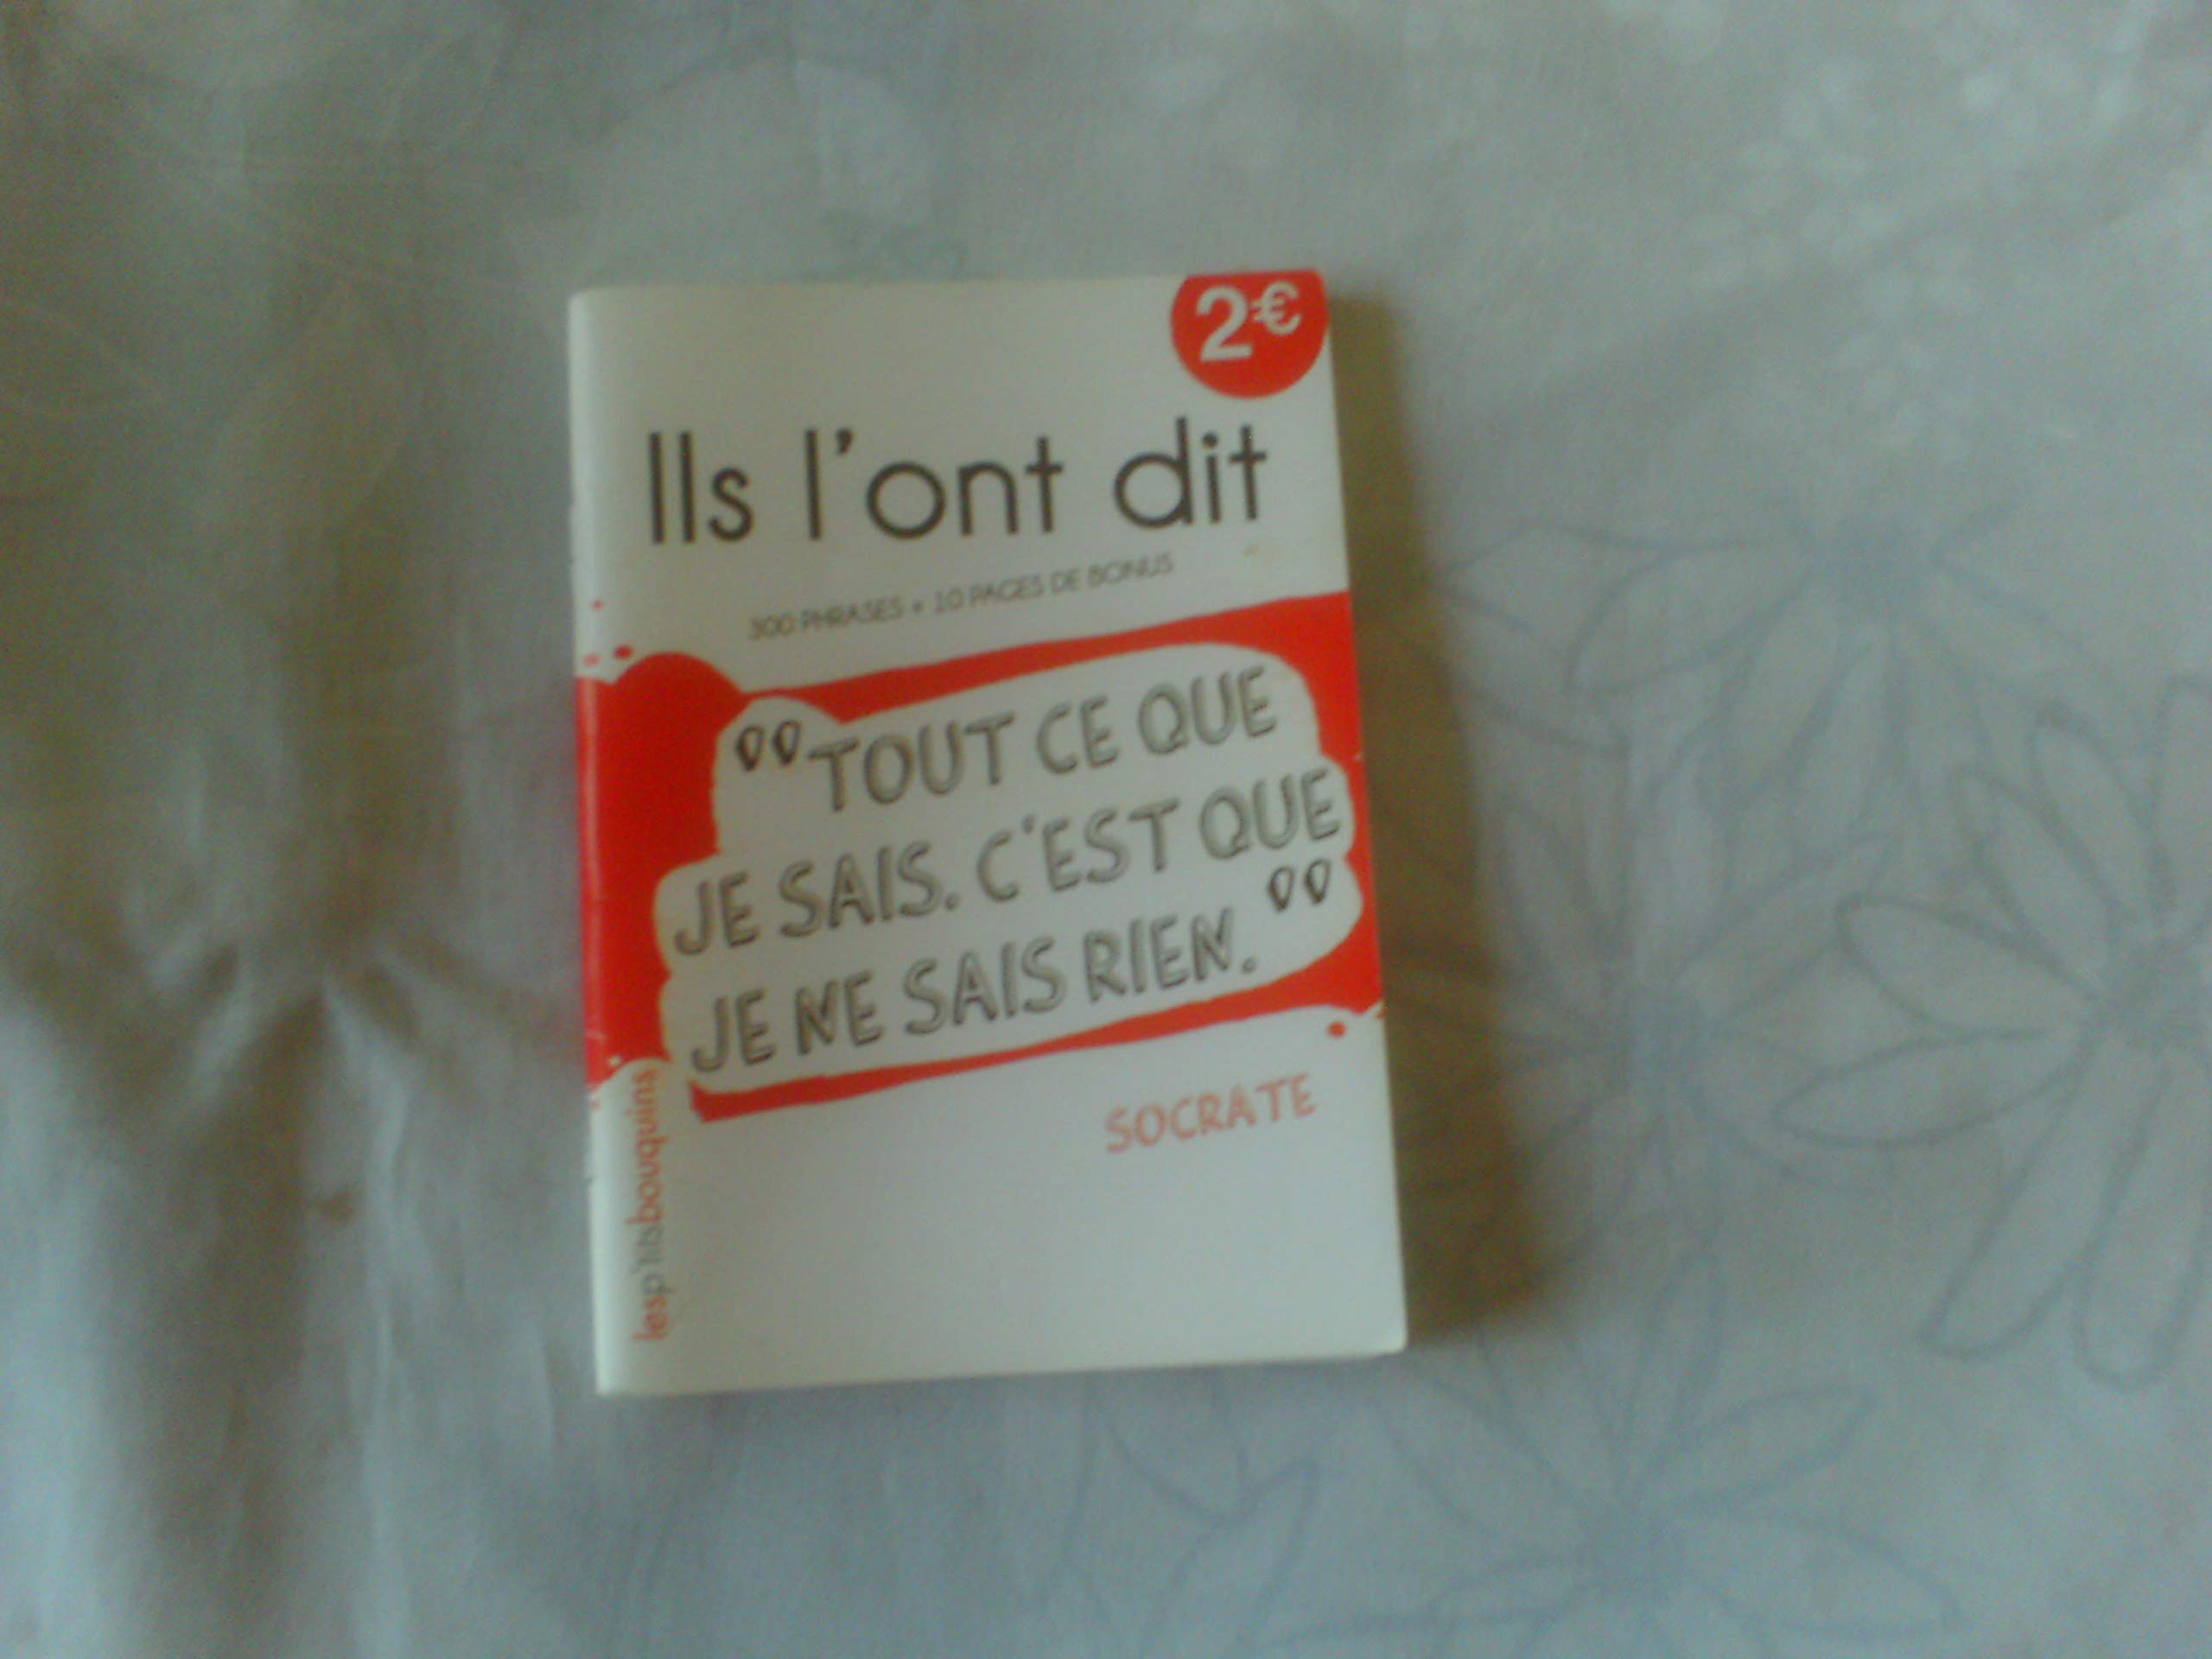 2€
Ils l'ont dit
300 PHRASES + 10 PAGES DE BONUS
"TOUT CE QUE
JE SAIS. C'EST QUE
JE NE SAIS RIEN."
SOCRATE
lesp'titsbouquins